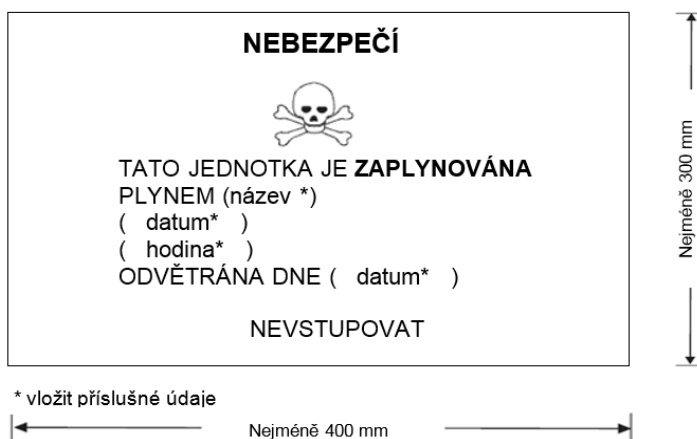 NEBEZPEČÍ
TATO JEDNOTKA JE ZAPLYNOVÁNA
PLYNEM (název *)
( datum* )
( hodina* )
ODVĚTRÁNA DNE ( datum* )
NEVSTUPOVAT
Nejméně 300 mm
* vložit příslušné údaje
Nejméně 400 mm